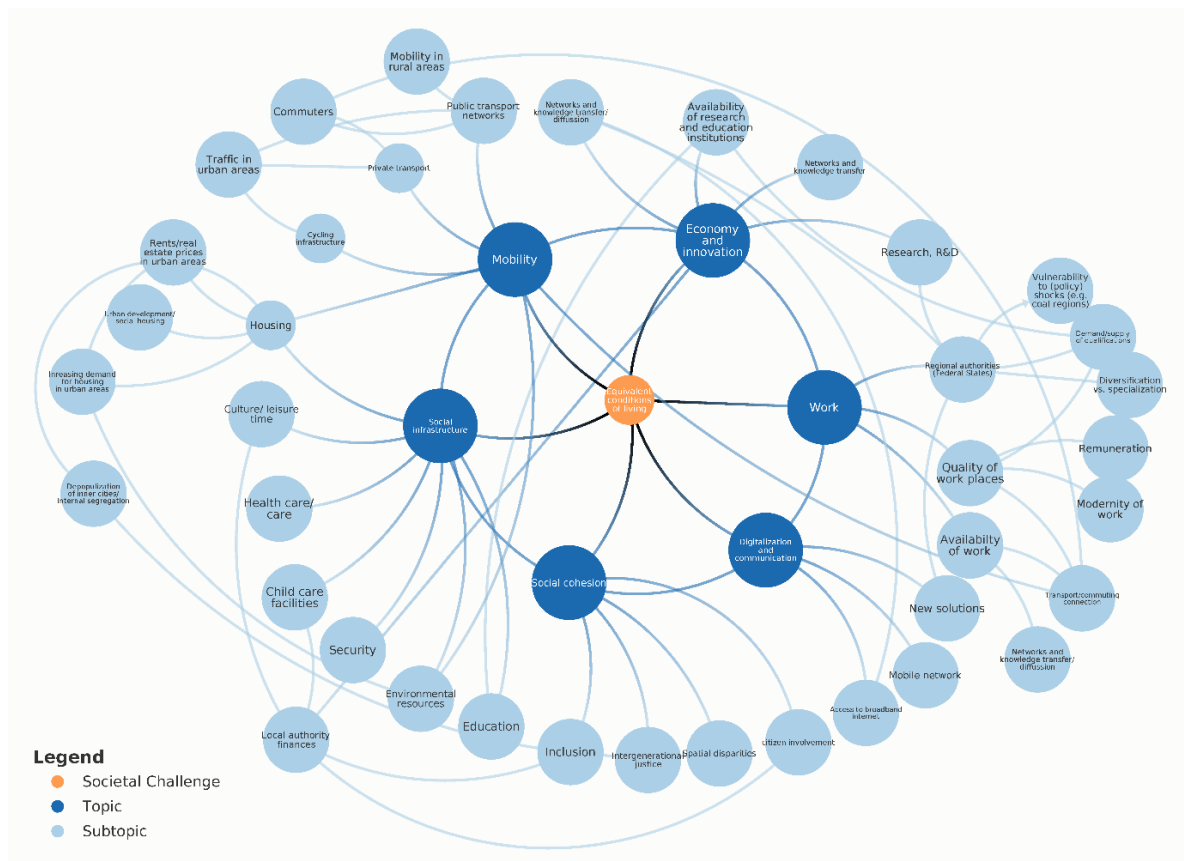 Mobility in
rural areas
Commuters
Public transport
networks
Networks and
knowledge transfer/
diffussion
Availability
of research
and education
institutions
Traffic in
urban areas
Private transport
Networks and
knowledge transfer
Cycling
infrastructure
Rents/real
estate prices
in urban areas
Mobility
Economy
and
innovation
Research, R&D
Vulnerability
to (policy)
shocks (e.g.
coal regions)
Urban development/
social housing
Housing
Demand/supply
of qualifications
Inreasing demand
for housing
in urban areas
Regional authorities
(Federal States)
Diversification
vs. specialization
Equivalent
conditions
of living
Work
Culture/ leisure
time
Social
infrastructure
Remuneration
Quality of
work places
Depopulization
of inner cities/
Internal segregation
Health care/
care
Modernity of
work
Digitalization
and
communication
Availabilty
of work
Social cohesion
Child care
facilities
New solutions
Transport/commuting
connection
Security
Networks and
knowledge transfer/
diffussion
Mobile network
Environmental
resources
Education
Access to broadband
internet
Local authority
finances
Inclusion
Intergenerational
justice
Spatial disparities
citizen involvement
Legend
Societal Challenge
Topic
Subtopic